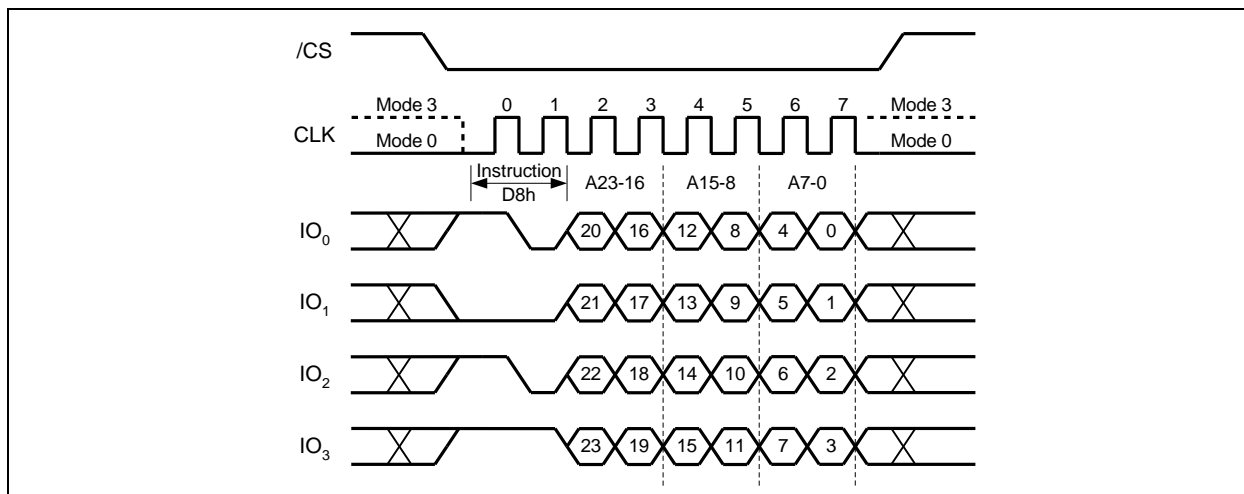 /CS
Mode 3 0 1 2 3 4 5 6 7 Mode 3
CLK
Mode 0 Mode 0
Instruction
D8h
A23-16 A15-8 A7-0
IO0 20 16 12 8 4 0
IO1 21 17 13 9 5 1
IO2 22 18 14 10 6 2
IO3 23 19 15 11 7 3